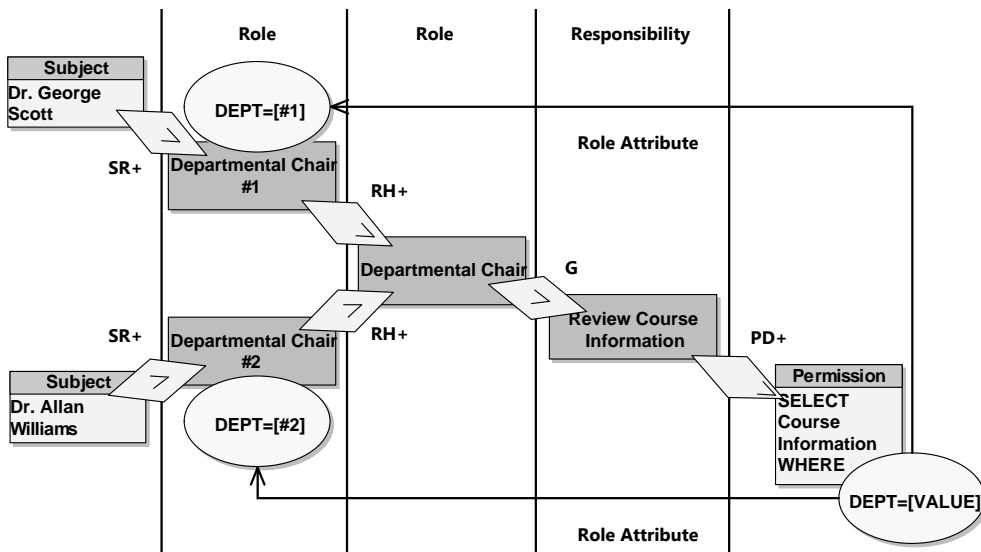 Role
Role
Responsibility
Subject
Dr. George
Scott
DEPT=[#1]
Role Attribute
SR+
Departmental Chair
#1
RH+
Departmental Chair
G
Review Course
Information
SR+
Departmental Chair
#2
RH+
PD+
Subject
Dr. Allan
Williams
DEPT=[#2]
Permission
SELECT
Course
Information
WHERE
DEPT=[VALUE]
Role Attribute